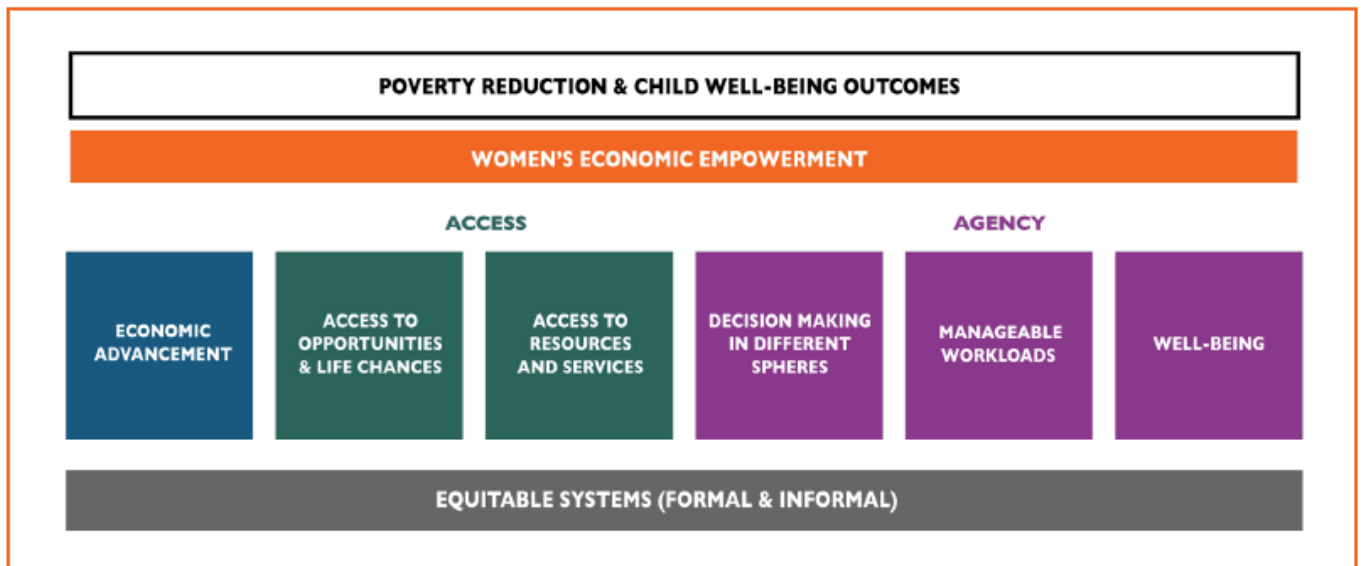 POVERTY REDUCTION & CHILD WELL-BEING OUTCOMES
WOMEN'S ECONOMIC EMPOWERMENT
ACCESS
AGENCY
ECONOMIC
ADVANCEMENT
ACCESS TO
OPPORTUNITIES
& LIFE CHANCES
ACCESS TO
RESOURCES
AND SERVICES
DECISION MAKING
IN DIFFERENT
SPHERES
MANAGEABLE
WORKLOADS
WELL-BEING
EQUITABLE SYSTEMS (FORMAL & INFORMAL)